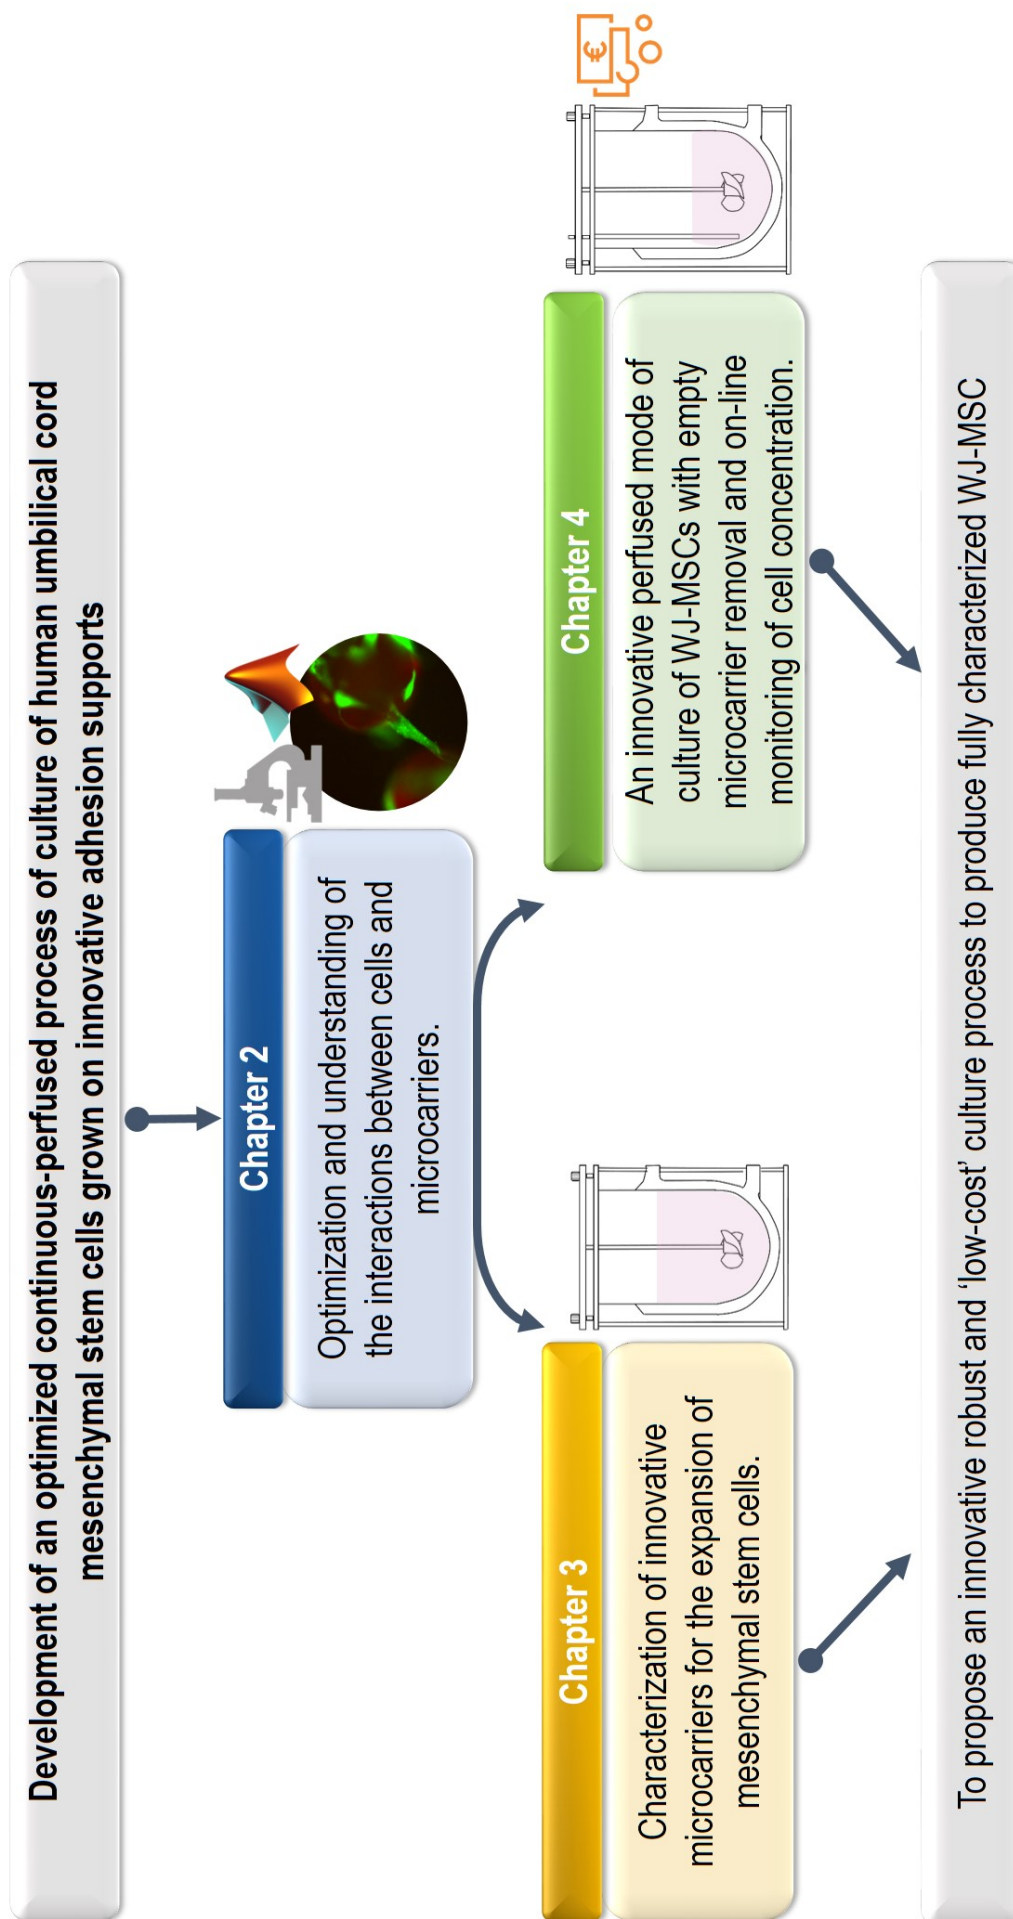 Development of an optimized continuous-perfused process of culture of human umbilical cord
mesenchymal stem cells grown on innovative adhesion supports
Chapter 2
Optimization and understanding of
the interactions between cells and
microcarriers.
Chapter 3
Characterization of innovative
microcarriers for the expansion of
mesenchymal stem cells.
Chapter 4
An innovative perfused mode of
culture of WJ-MSCs with empty
microcarrier removal and on-line
monitoring of cell concentration.
€
To propose an innovative robust and ‘low-cost’ culture process to produce fully characterized WJ-MSC